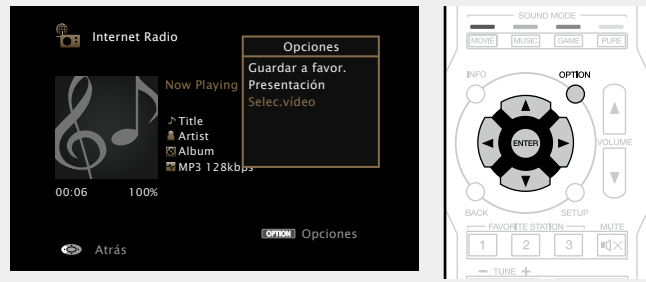 Internet Radio
Opciones
Guardar a favor.
Presentación
Selec.vídeo
Now Playing
Title
Artist
Album
MP3 128kbps
00:06 100%
OPTION Opciones
Atrás
SOUND MODE
MOVIE MUSIC GAME PURE
INFO OPTION
ENTER
VOLUME
BACK SETUP
FAVORITE STATION MUTE
1 2 3
− TUNE +